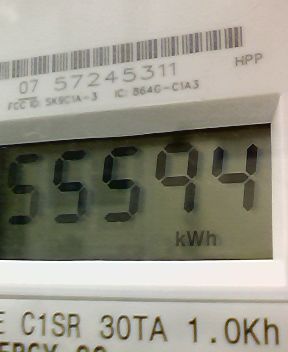 07 57245311
HPP
FCC ID: SK9C1A-3 IC: 864G-C1A3
55594
kWh
E C1SR 30TA 1.0Kh